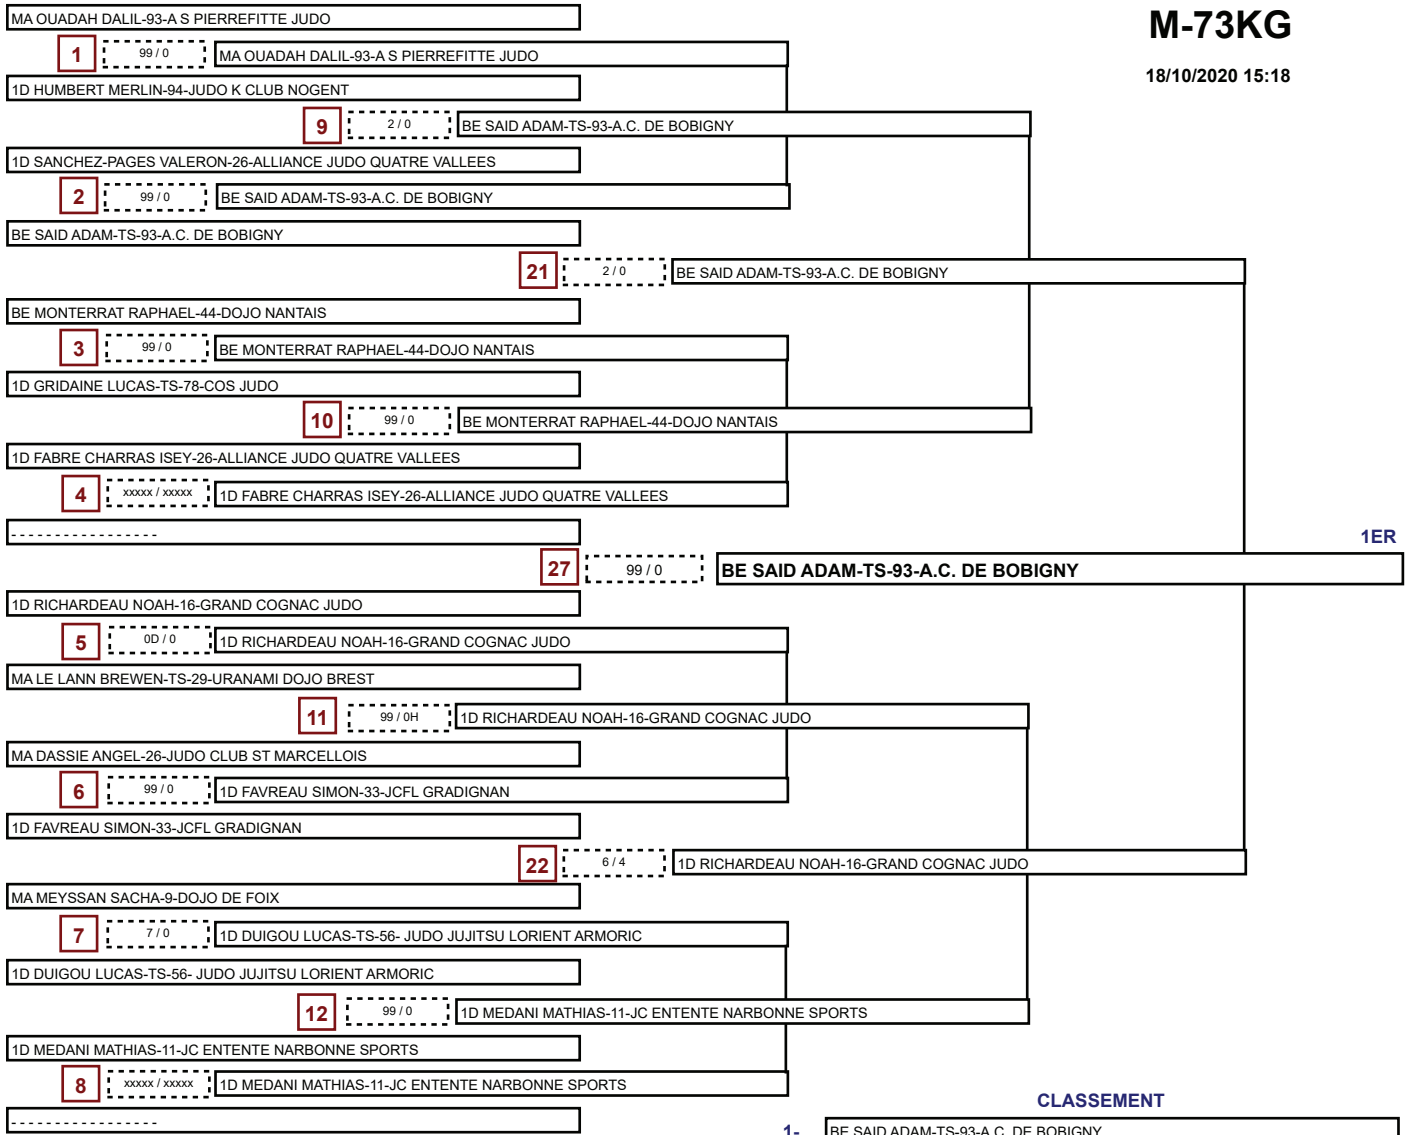 MA OUADAH DALIL-93-A S PIERREFITTE JUDO
M-73KG
1
99 / 0
MA OUADAH DALIL-93-A S PIERREFITTE JUDO
18/10/2020 15:18
1D HUMBERT MERLIN-94-JUDO K CLUB NOGENT
9
2 / 0
BE SAID ADAM-TS-93-A.C. DE BOBIGNY
1D SANCHEZ-PAGES VALERON-26-ALLIANCE JUDO QUATRE VALLEES
2
99 / 0
BE SAID ADAM-TS-93-A.C. DE BOBIGNY
BE SAID ADAM-TS-93-A.C. DE BOBIGNY
21
2 / 0
BE SAID ADAM-TS-93-A.C. DE BOBIGNY
BE MONTERRAT RAPHAEL-44-DOJO NANTAIS
3
99 / 0
BE MONTERRAT RAPHAEL-44-DOJO NANTAIS
1D GRIDAINE LUCAS-TS-78-COS JUDO
10
99 / 0
BE MONTERRAT RAPHAEL-44-DOJO NANTAIS
1D FABRE CHARRAS ISEY-26-ALLIANCE JUDO QUATRE VALLEES
4
xxxxx / xxxxx
1D FABRE CHARRAS ISEY-26-ALLIANCE JUDO QUATRE VALLEES
- - - - - - - - - - - - - - - - -
1ER
27
99 / 0
BE SAID ADAM-TS-93-A.C. DE BOBIGNY
1D RICHARDEAU NOAH-16-GRAND COGNAC JUDO
5
0D / 0
1D RICHARDEAU NOAH-16-GRAND COGNAC JUDO
MA LE LANN BREWEN-TS-29-URANAMI DOJO BREST
11
99 / 0H
1D RICHARDEAU NOAH-16-GRAND COGNAC JUDO
MA DASSIE ANGEL-26-JUDO CLUB ST MARCELLOIS
6
99 / 0
1D FAVREAU SIMON-33-JCFL GRADIGNAN
1D FAVREAU SIMON-33-JCFL GRADIGNAN
22
6 / 4
1D RICHARDEAU NOAH-16-GRAND COGNAC JUDO
MA MEYSSAN SACHA-9-DOJO DE FOIX
7
7 / 0
1D DUIGOU LUCAS-TS-56- JUDO JUJITSU LORIENT ARMORIC
1D DUIGOU LUCAS-TS-56- JUDO JUJITSU LORIENT ARMORIC
12
99 / 0
1D MEDANI MATHIAS-11-JC ENTENTE NARBONNE SPORTS
1D MEDANI MATHIAS-11-JC ENTENTE NARBONNE SPORTS
8
xxxxx / xxxxx
1D MEDANI MATHIAS-11-JC ENTENTE NARBONNE SPORTS
CLASSEMENT
- - - - - - - - - - - - - - - - -
1- BE SAID ADAM-TS-93-A.C. DE BOBIGNY